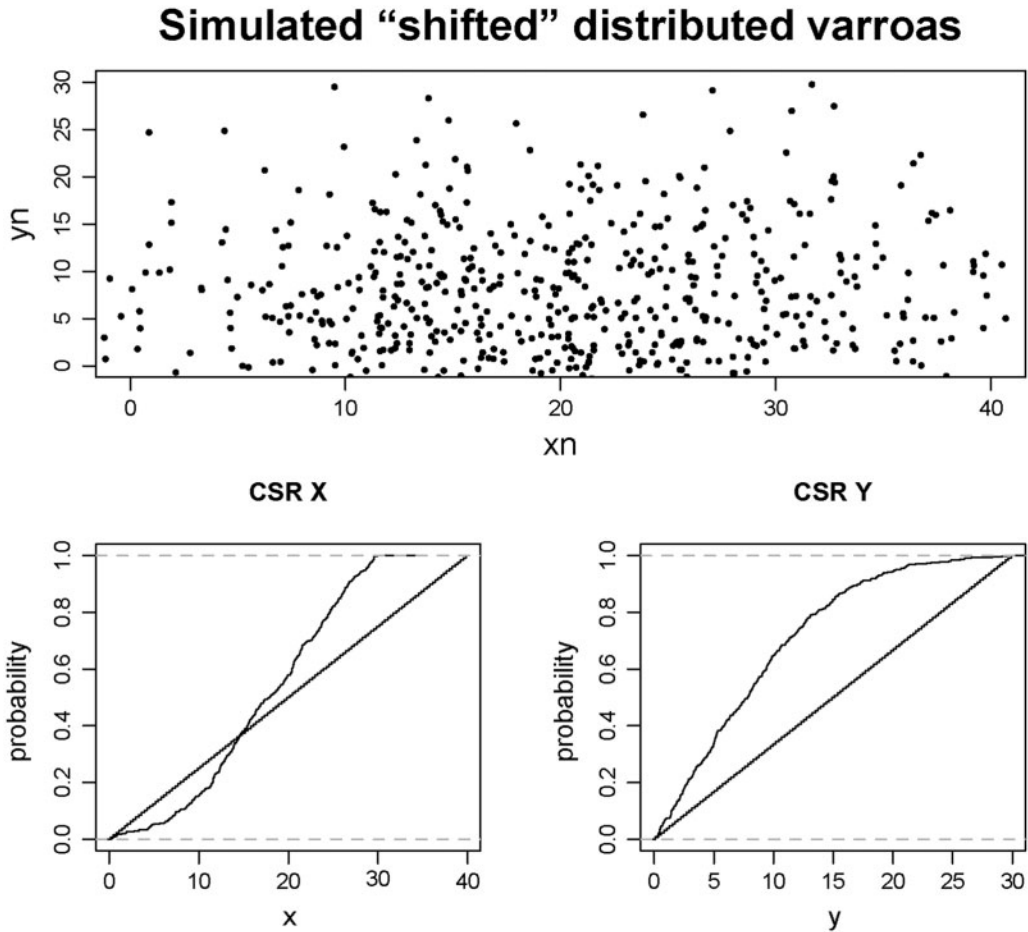 Simulated “shifted” distributed varroas
30
25
20
15
10
5
0
yn
0 10 20 30 40
xn
CSR X
1.0
0.8
0.6
0.4
0.2
0.0
probability
0 10 20 30 40
x
CSR Y
1.0
0.8
0.6
0.4
0.2
0.0
probability
0 5 10 15 20 25 30
y